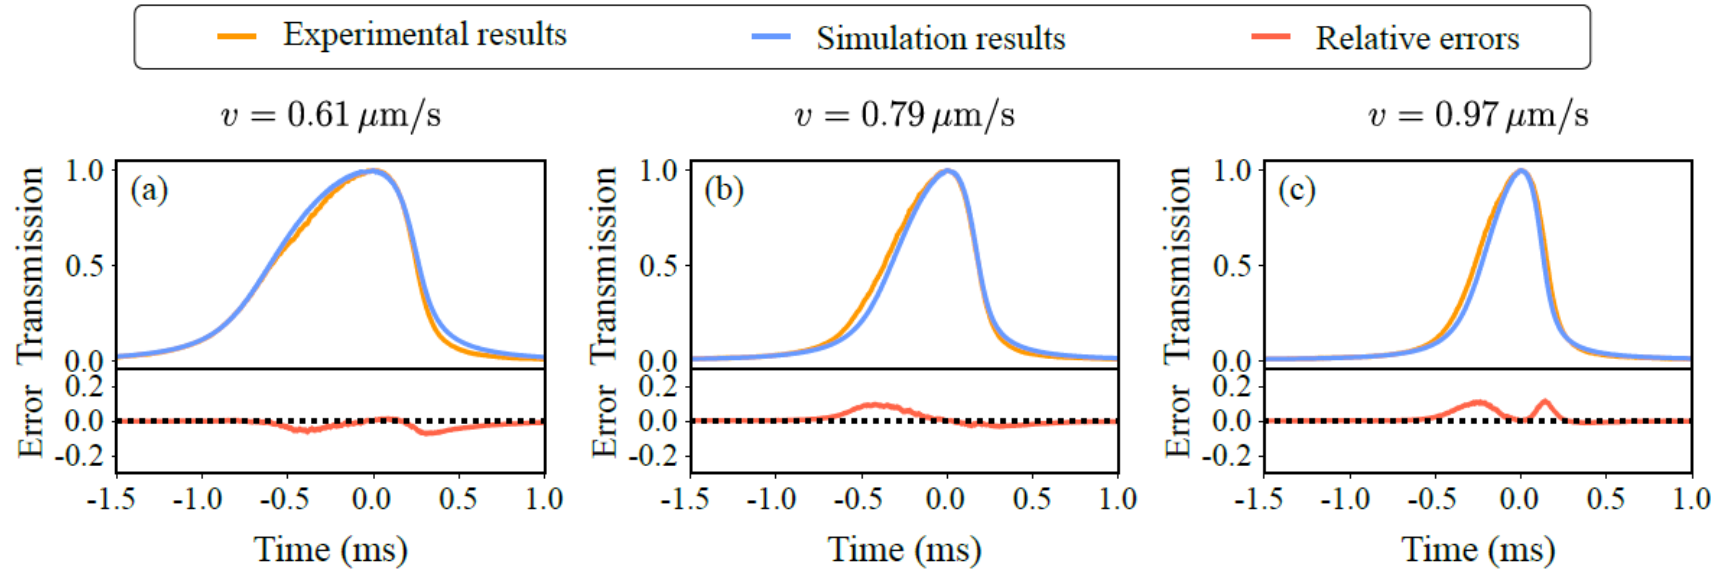 Experimental results Simulation results Relative errors
v = 0.61 μm/s v = 0.79 μm/s v = 0.97 μm/s
(a)
Transmission
1.0
0.5
0.0
Error
0.2
0.0
-0.2
-1.5 -1.0 -0.5 0.0 0.5 1.0
Time (ms)
(b)
Transmission
1.0
0.5
0.0
Error
0.2
0.0
-0.2
-1.5 -1.0 -0.5 0.0 0.5 1.0
Time (ms)
(c)
Transmission
1.0
0.5
0.0
Error
0.2
0.0
-0.2
-1.5 -1.0 -0.5 0.0 0.5 1.0
Time (ms)